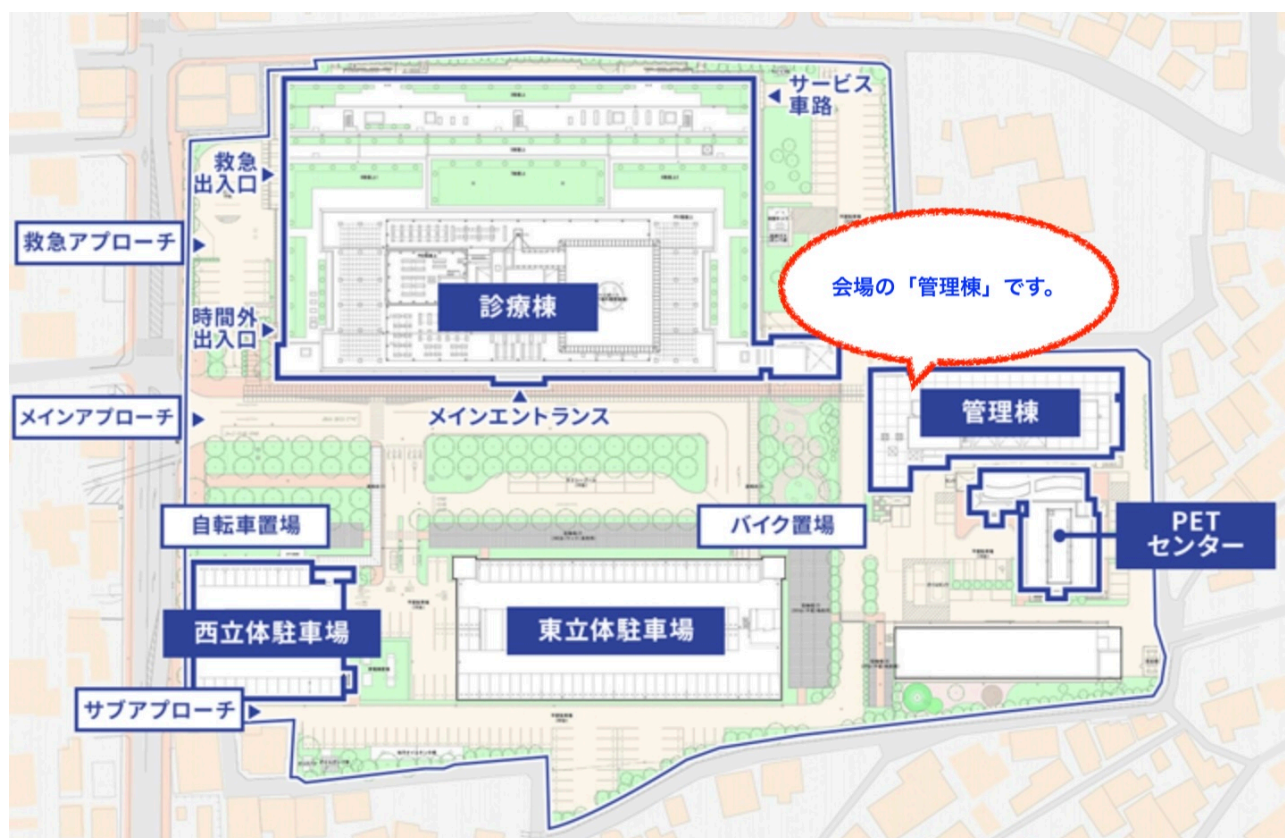 サービス
車路
救急
出入口
救急アプローチ
会場の「管理棟」です。
診療棟
時間外
出入口
メインアプローチ
メインエントランス
管理棟
自転車置場
バイク置場
PET
センター
西立体駐車場
東立体駐車場
サブアプローチ